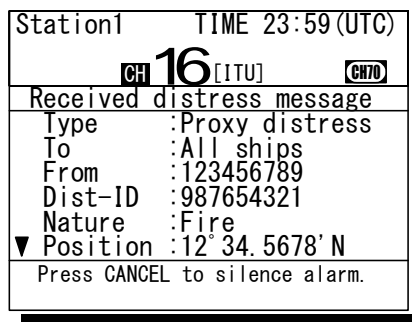 Station1 TIME 23:59(UTC)
CH 16[ITU] CH70
Received distress message
Type :Proxy distress
To :All ships
From :123456789
Dist-ID :987654321
Nature :Fire
▼ Position :12°34.5678'N
Press CANCEL to silence alarm.